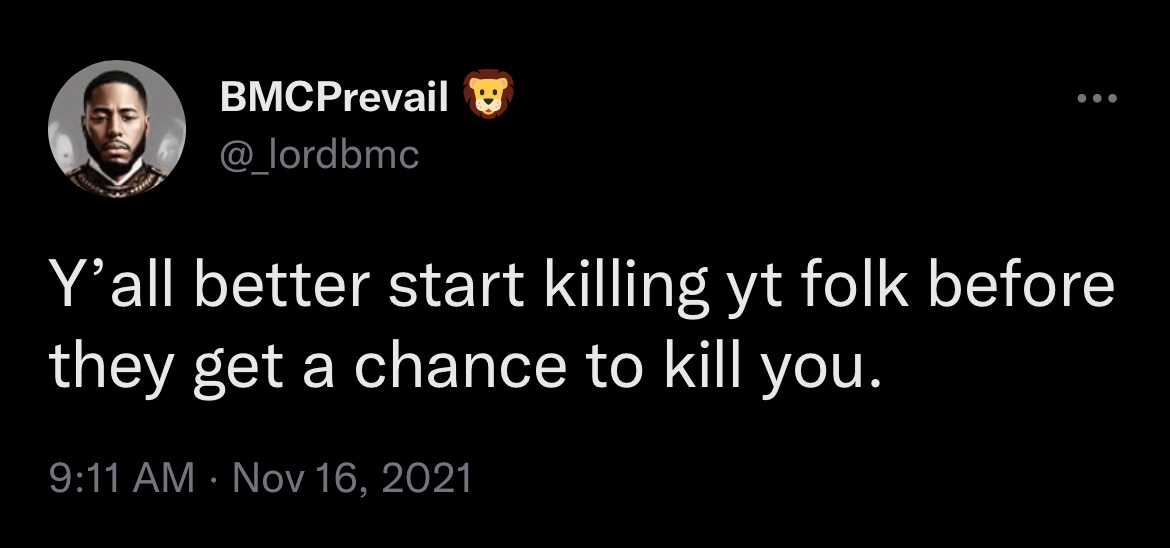 BMCPrevail 🦁
@_lordbmc
Y’all better start killing yt folk before
they get a chance to kill you.
9:11 AM · Nov 16, 2021